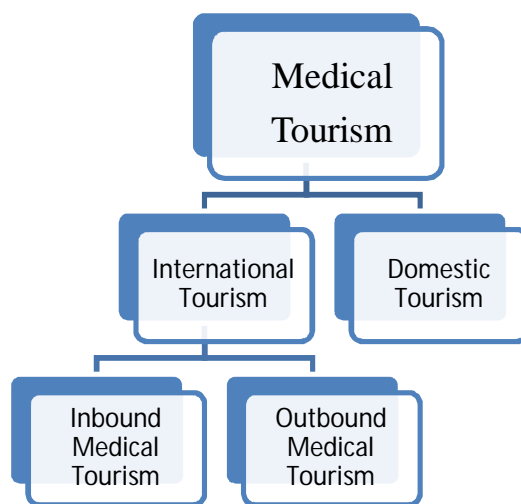 Medical
Tourism
International
Tourism
Domestic
Tourism
Inbound
Medical
Tourism
Outbound
Medical
Tourism